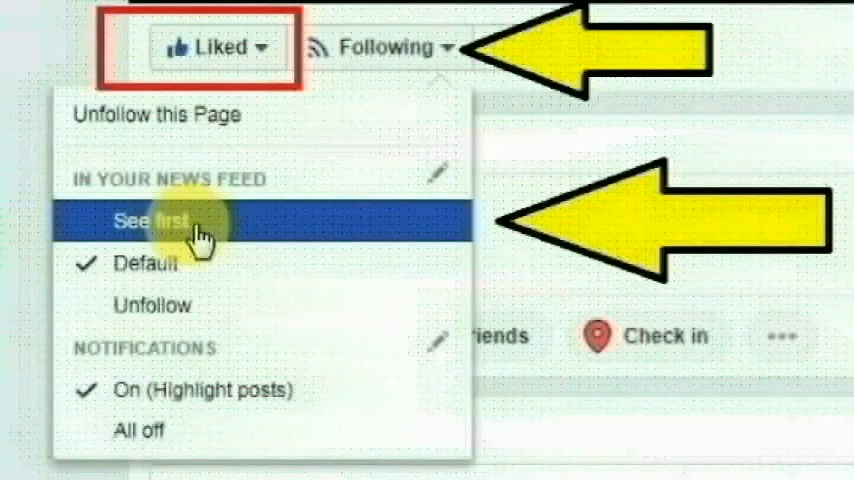 Liked Following
Unfollow this Page
IN YOUR NEWS FEED
See first
Default
Unfollow
riends Check in
NOTIFICATIONS
On (Highlight posts)
All off